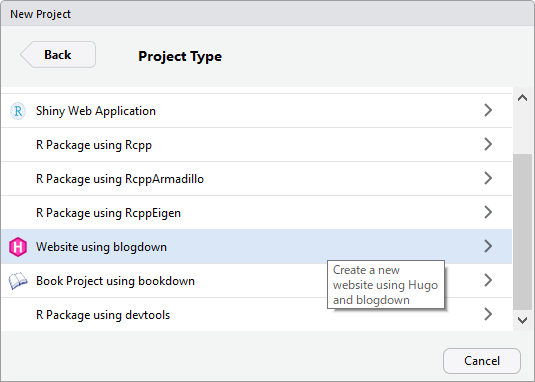 New Project
Back
Project Type
R Shiny Web Application
R Package using Rcpp
R Package using RcppArmadillo
R Package using RcppEigen
H Website using blogdown
Create a new
website using Hugo
and blogdown
Book Project using bookdown
R Package using devtools
Cancel